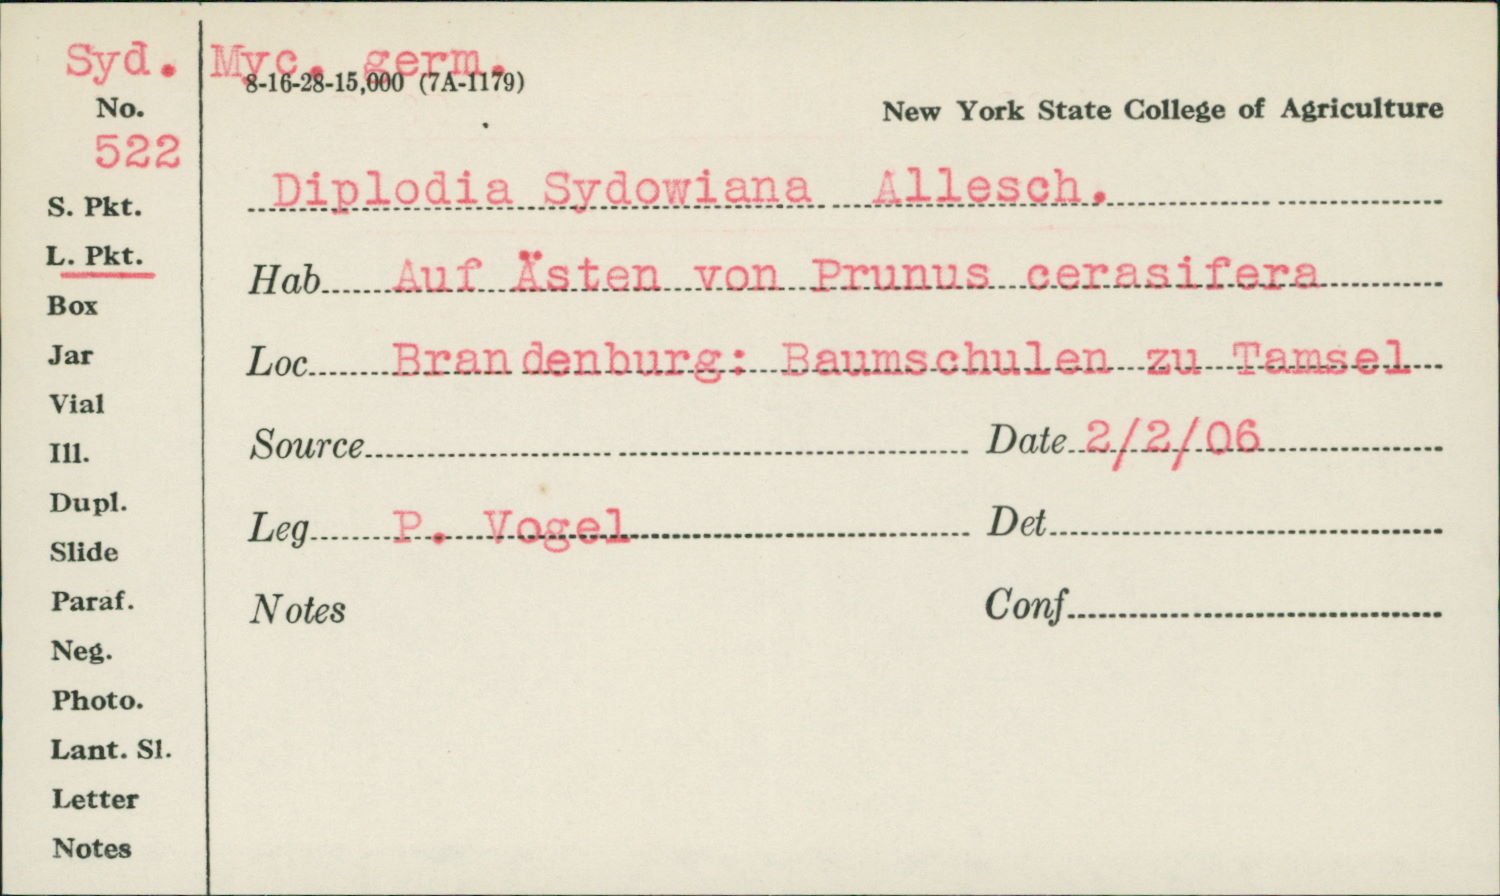 Syd. Myc. germ.
8-16-28-15,000 (7A-1179)
No.
New York State College of Agriculture
522
Diplodia Sydowiana Allesch.
S. Pkt.
L. Pkt.
Hab Auf Ästen von Prunus cerasifera
Box
Jar
Loc Brandenburg: Baumschulen zu Tamsel
Vial
Ill.
Source Date 2/2/06
Dupl.
Leg P. Vogel Det
Slide
Paraf.
Notes Conf
Neg.
Photo.
Lant. Sl.
Letter
Notes